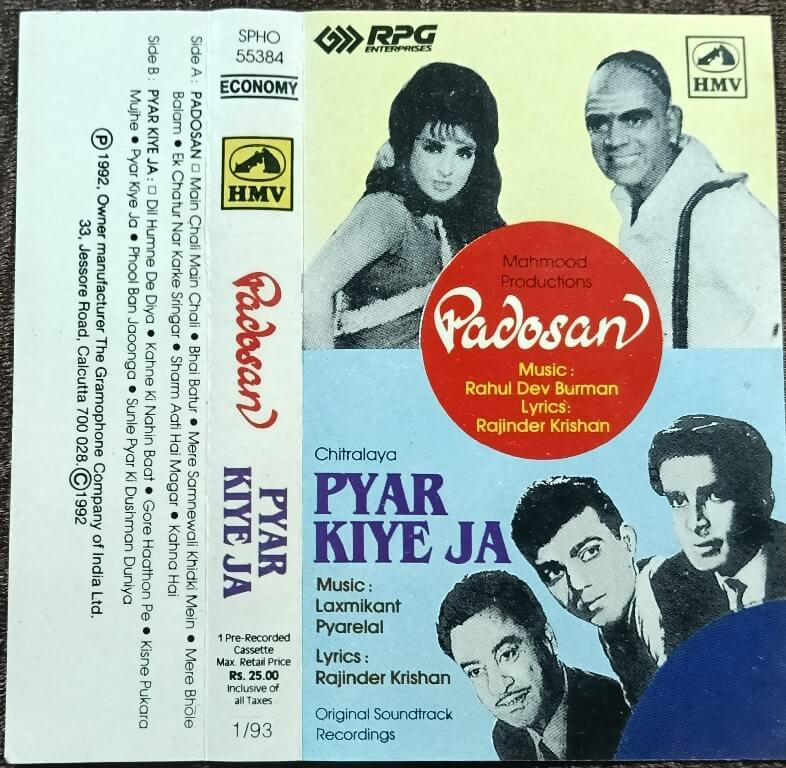 Side A : PADOSAN □ Main Chali Main Chali ● Bhai Batur ● Mere Samnewali Khidki Mein ● Mere Bhole
Balam ● Ek Chatur Nar Karke Sringar ● Sharm Aati Hai Magar ● Kahna Hai
Side B : PYAR KIYE JA : □ Dil Humne De Diya ● Kahne Ki Nahin Baat ● Gore Haathon Pe ● Kisne Pukara
Mujhe ● Pyar Kiye Ja ● Phool Ban Jaoonga ● Sunle Pyar Ki Dushman Duniya
Ⓟ 1992, Owner manufacturer The Gramophone Company of India Ltd.
33, Jessore Road, Calcutta 700 028. Ⓒ1992
SPHO
55384
ECONOMY
HMV
Padosan
PYAR
KIYE JA
1 Pre-Recorded
Cassette
Max. Retail Price
Rs. 25.00
Inclusive of
all Taxes
1/93
RPG
ENTERPRISES
HMV
Mahmood
Productions
Padosan
Music :
Rahul Dev Burman
Lyrics:
Rajinder Krishan
Chitralaya
PYAR
KIYE JA
Music :
Laxmikant
Pyarelal
Lyrics :
Rajinder Krishan
Original Soundtrack
Recordings